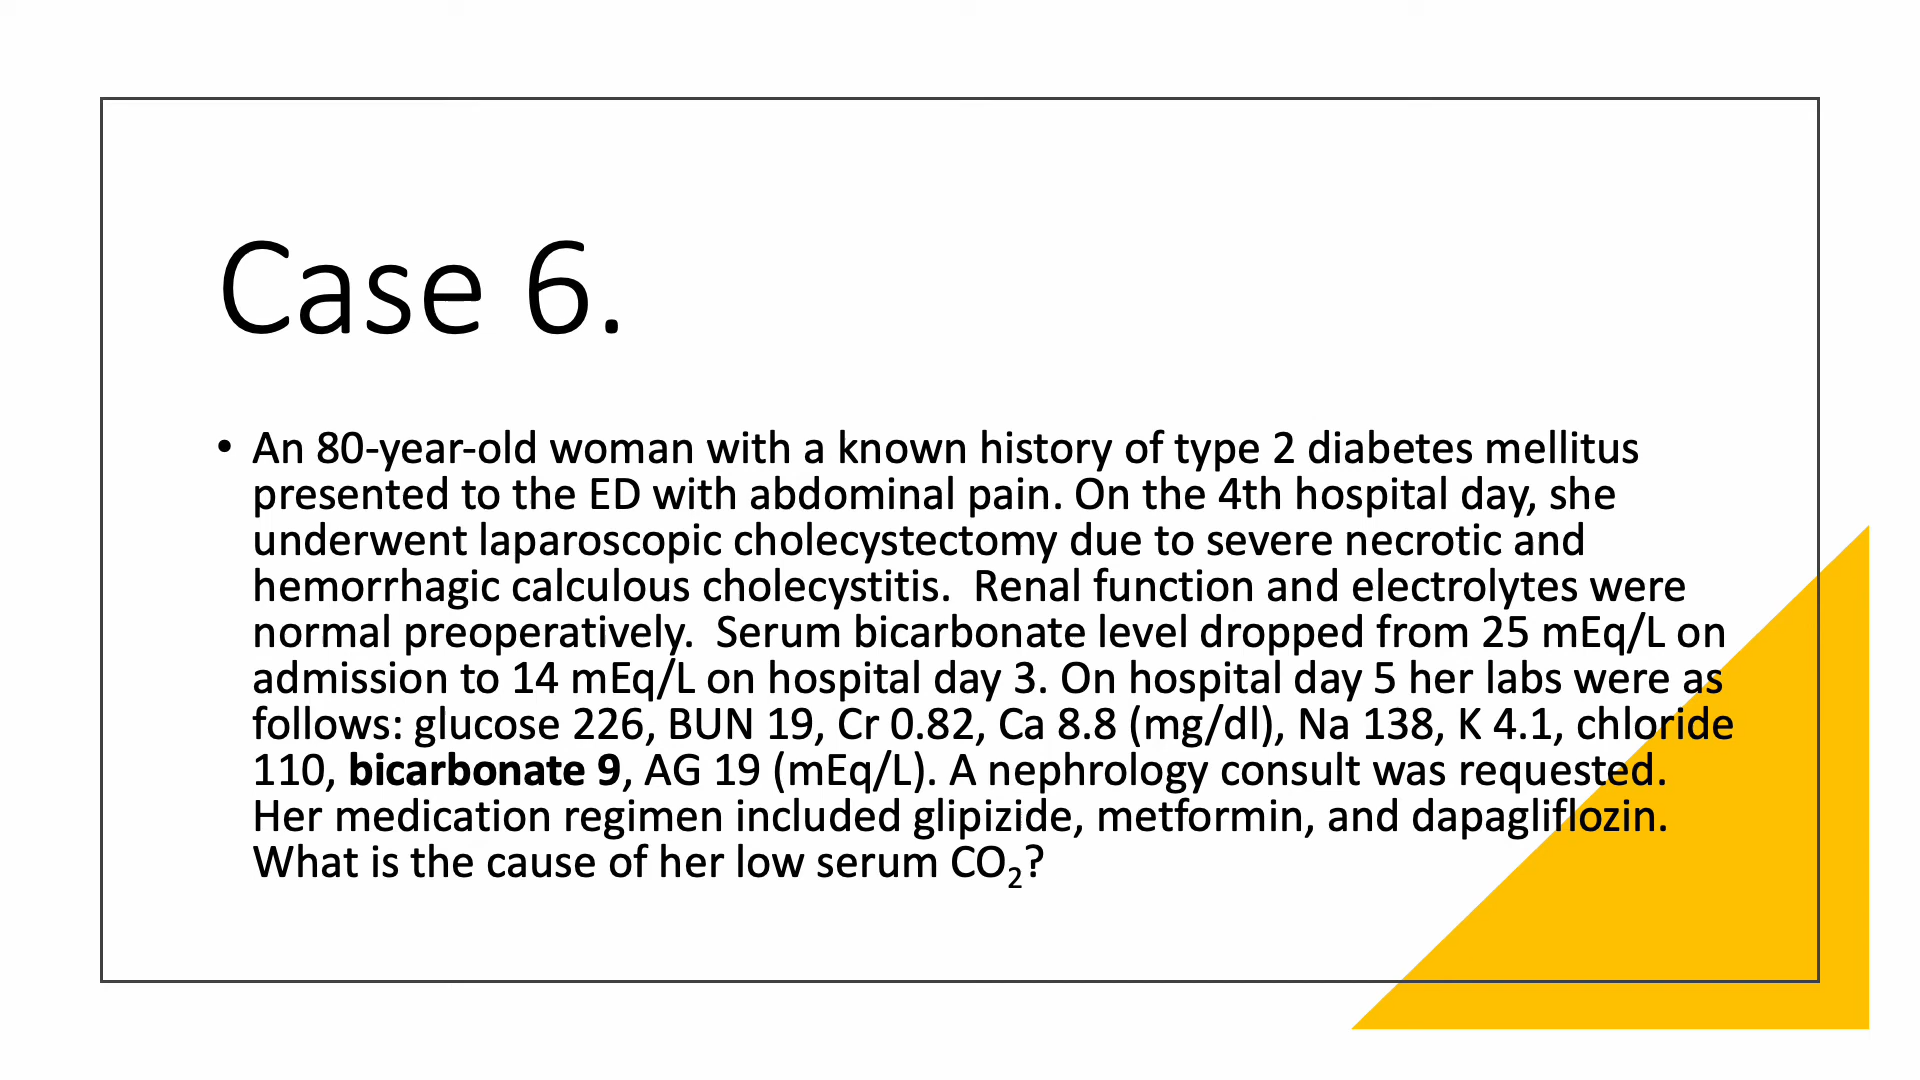 Case 6.
• An 80-year-old woman with a known history of type 2 diabetes mellitus
presented to the ED with abdominal pain. On the 4th hospital day, she
underwent laparoscopic cholecystectomy due to severe necrotic and
hemorrhagic calculous cholecystitis.  Renal function and electrolytes were
normal preoperatively.  Serum bicarbonate level dropped from 25 mEq/L on
admission to 14 mEq/L on hospital day 3. On hospital day 5 her labs were as
follows: glucose 226, BUN 19, Cr 0.82, Ca 8.8 (mg/dl), Na 138, K 4.1, chloride
110, bicarbonate 9, AG 19 (mEq/L). A nephrology consult was requested.
Her medication regimen included glipizide, metformin, and dapagliflozin.
What is the cause of her low serum CO₂?